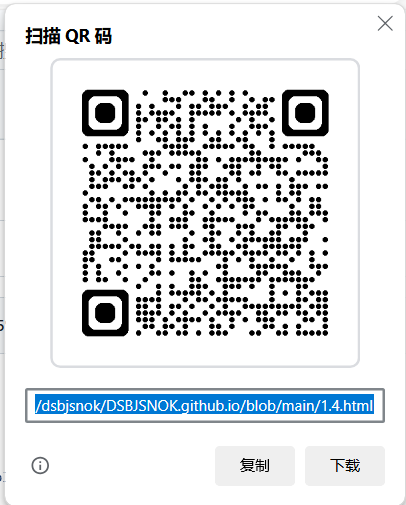 扫描 QR 码
/dsbjsnok/DSBJSNOK.github.io/blob/main/1.4.html
复制
下载